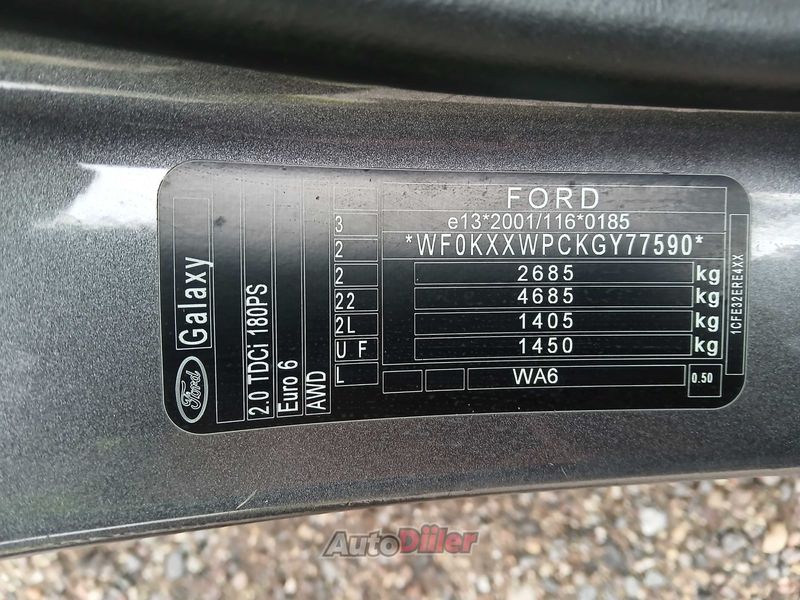 FORD
e13*2001/116*0185
*WF0KXXWPCKGY77590*
2685 kg
4685 kg
1405 kg
1450 kg
WA6
0.50
3
2
2
22
2L
U F
L
Ford
Galaxy
2.0 TDCi 180PS
Euro 6
AWD
1CFE32ERE4XX
AutoDiler